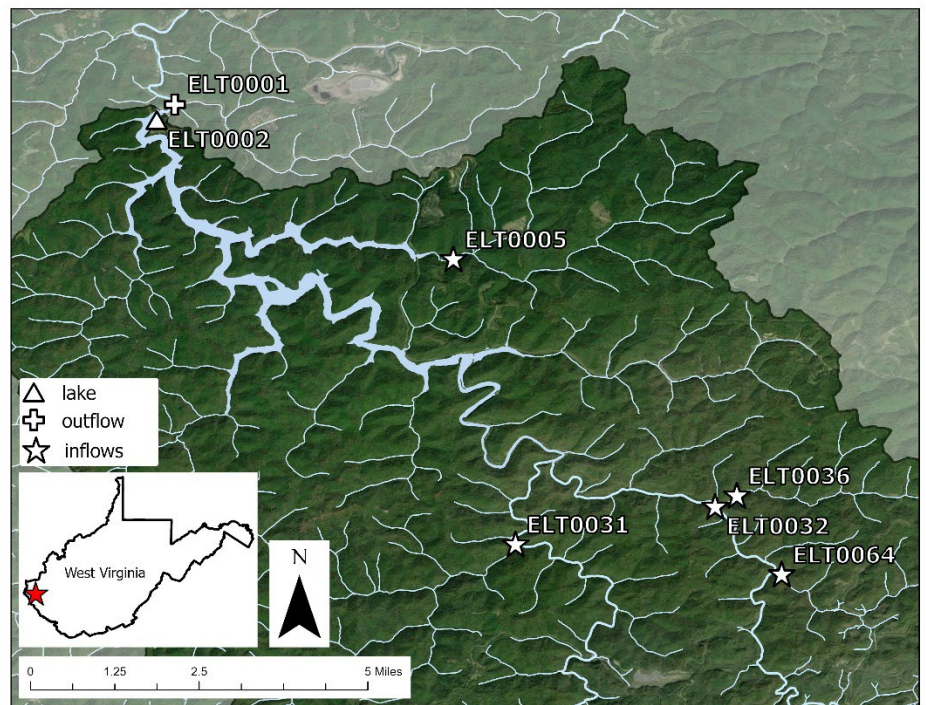 ELT0001
ELT0002
ELT0005
lake
outflow
inflows
ELT0036
ELT0032
ELT0031
ELT0064
West Virginia
N
0 1.25 2.5 5 Miles